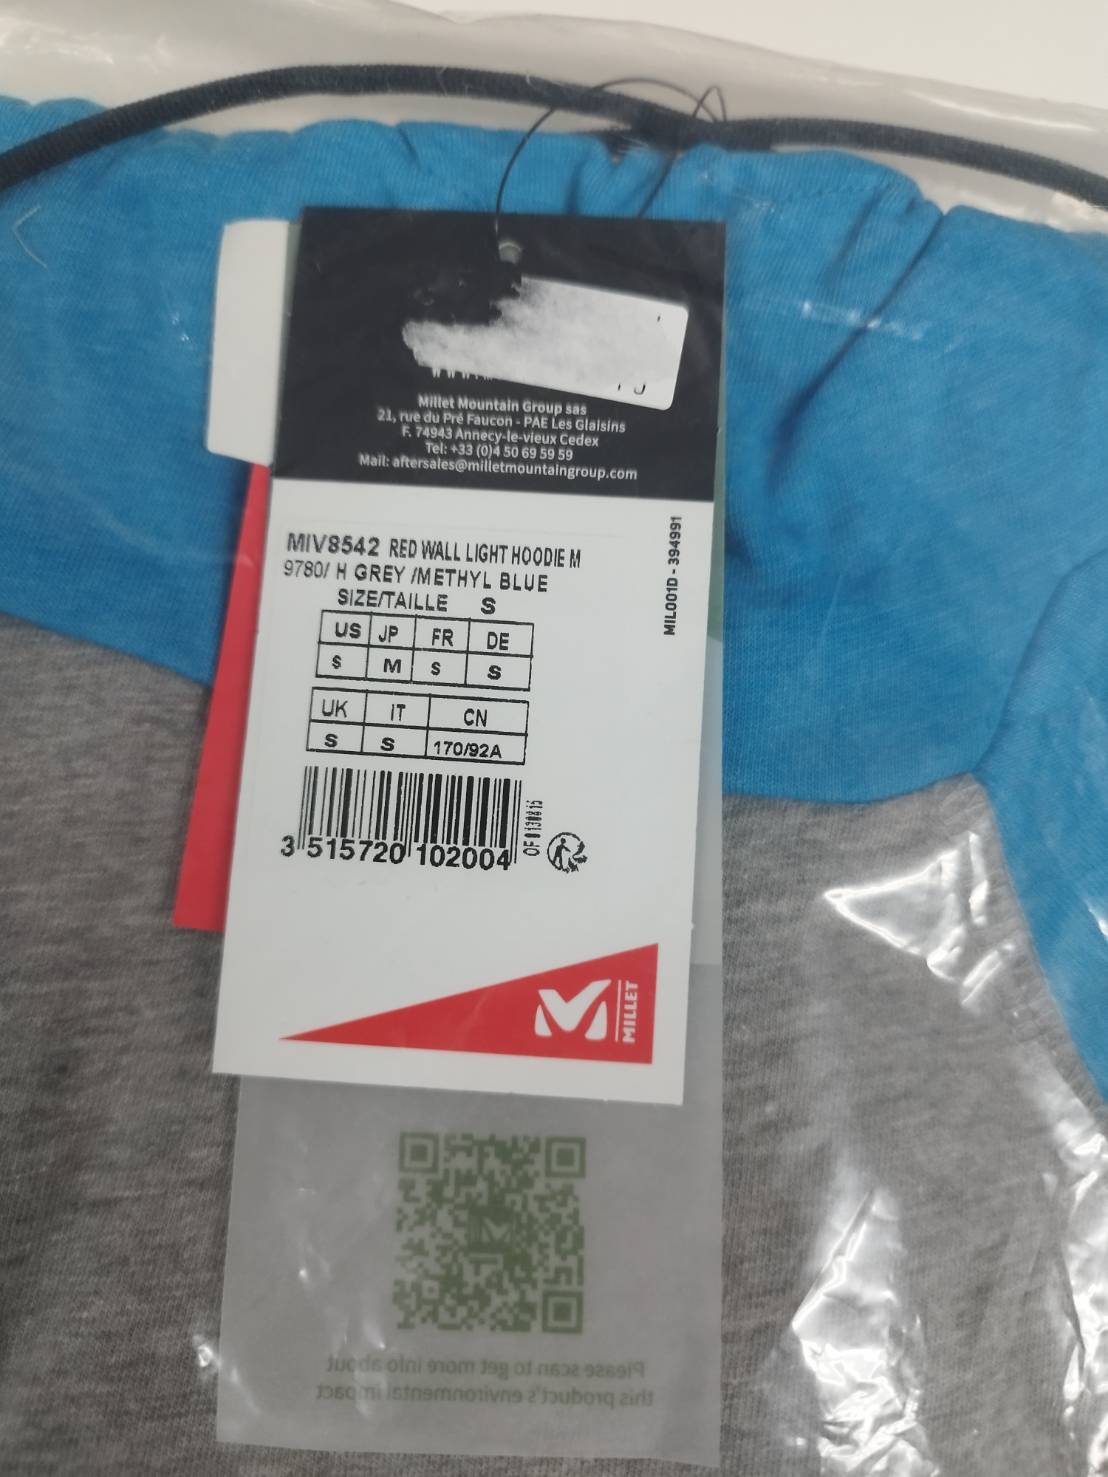 Millet Mountain Group sas
21, rue du Pré Faucon - PAE Les Glaisins
F. 74943 Annecy-le-vieux Cedex
Tel: +33 (0)4 50 69 59 59
Mail: aftersales@milletmountaingroup.com
MIL001D - 394991
MIV8542 RED WALL LIGHT HOODIE M
9780/ H GREY /METHYL BLUE
SIZE/TAILLE S
US JP FR DE
S M S S
UK IT CN
S S 170/92A
3 515720 102004
MILLET
Please scan to get more info about
this product's environmental impact